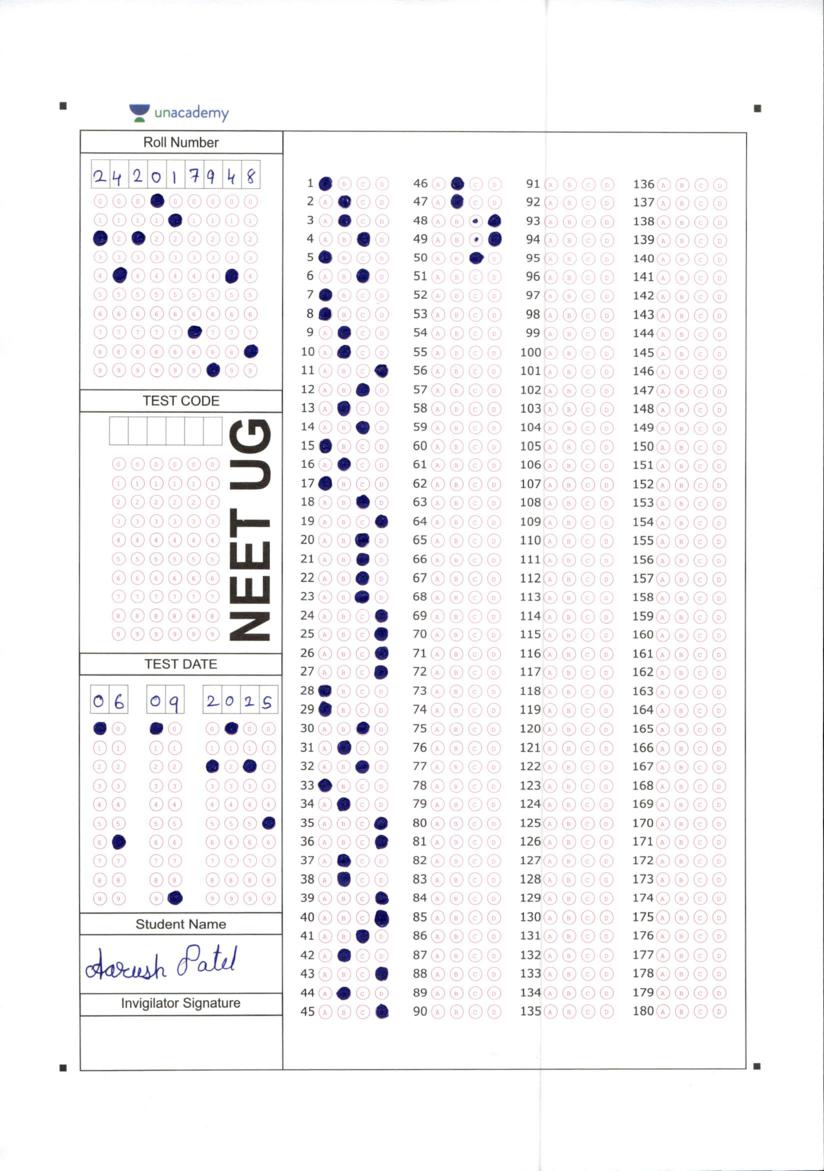 unacademy
Roll Number
2 4 2 0 1 7 9 4 8
TEST CODE
NEET UG
TEST DATE
0 6 0 9 2 0 2 5
Student Name
Aarush Patel
Invigilator Signature
1 A B C D 46 A B C D 91 A B C D 136 A B C D
2 A B C D 47 A B C D 92 A B C D 137 A B C D
3 A B C D 48 A B C D 93 A B C D 138 A B C D
4 A B C D 49 A B C D 94 A B C D 139 A B C D
5 A B C D 50 A B C D 95 A B C D 140 A B C D
6 51 96 141
7 52 97 142
8 53 98 143
9 54 99 144
10 55 100 145
11 56 101 146
12 57 102 147
13 58 103 148
14 59 104 149
15 60 105 150
16 61 106 151
17 62 107 152
18 63 108 153
19 64 109 154
20 65 110 155
21 66 111 156
22 67 112 157
23 68 113 158
24 69 114 159
25 70 115 160
26 71 116 161
27 72 117 162
28 73 118 163
29 74 119 164
30 75 120 165
31 76 121 166
32 77 122 167
33 78 123 168
34 79 124 169
35 80 125 170
36 81 126 171
37 82 127 172
38 83 128 173
39 84 129 174
40 85 130 175
41 86 131 176
42 87 132 177
43 88 133 178
44 89 134 179
45 90 135 180